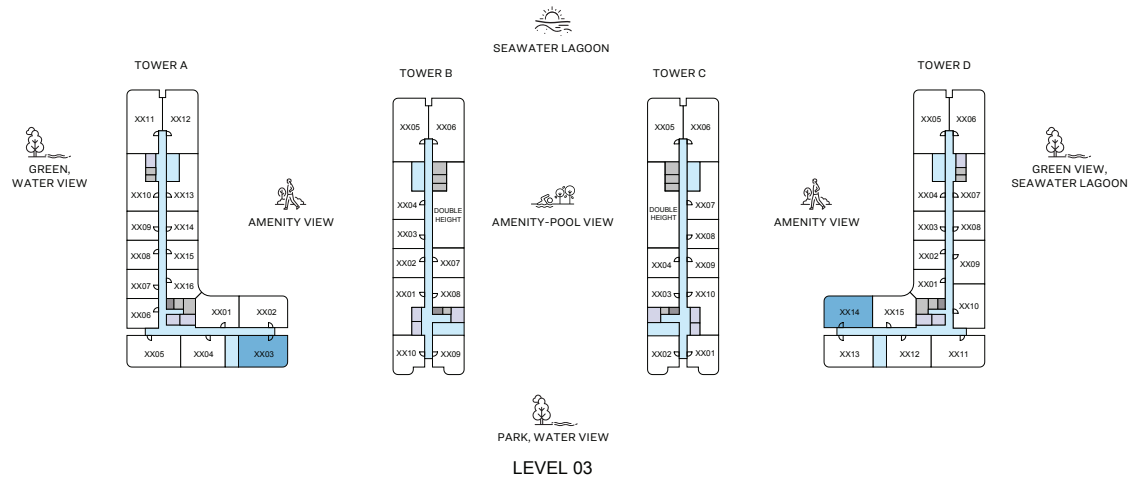 SEAWATER LAGOON
TOWER A
TOWER B
TOWER C
TOWER D
GREEN,
WATER VIEW
AMENITY VIEW
AMENITY-POOL VIEW
AMENITY VIEW
GREEN VIEW,
SEAWATER LAGOON
XX11
XX12
XX10
XX13
XX09
XX14
XX08
XX15
XX07
XX16
XX06
XX01
XX02
XX05
XX04
XX03
XX05
XX06
XX04
DOUBLE
HEIGHT
XX03
XX02
XX07
XX01
XX08
XX10
XX09
XX05
XX06
DOUBLE
HEIGHT
XX07
XX08
XX04
XX09
XX03
XX10
XX02
XX01
XX05
XX06
XX04
XX07
XX03
XX08
XX02
XX09
XX01
XX10
XX14
XX15
XX13
XX12
XX11
PARK, WATER VIEW
LEVEL 03